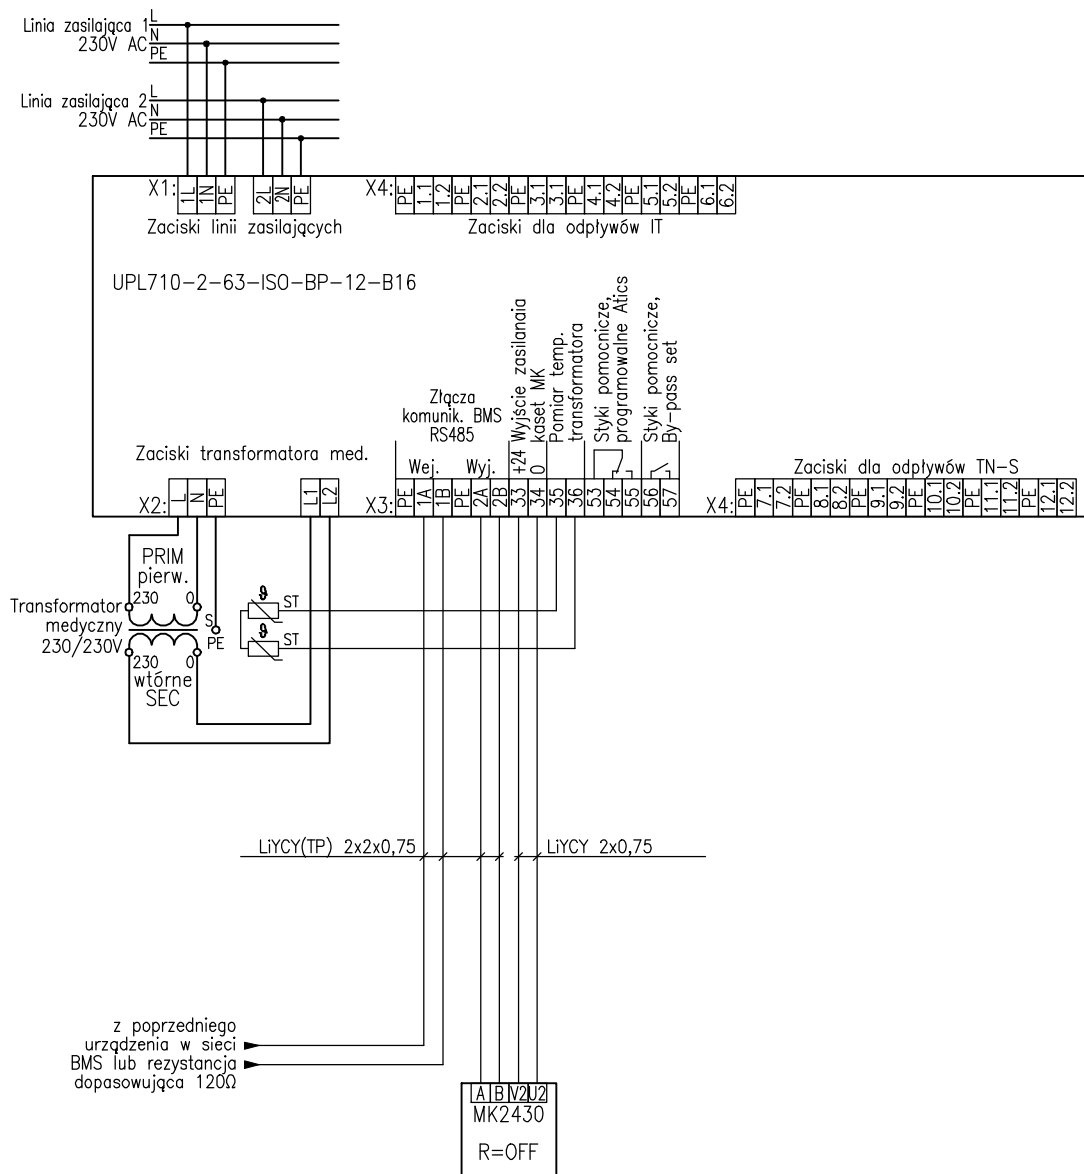 Linia zasilająca 1
230V AC
L
N
PE
Linia zasilająca 2
230V AC
L
N
PE
X1: 1L 1N PE 2L 2N PE
Zaciski linii zasilających
X4: PE 1.1 1.2 PE 2.1 2.2 PE 3.1 3.1 PE 4.1 4.2 PE 5.1 5.2 PE 6.1 6.2
Zaciski dla odpływów IT
UPL710-2-63-ISO-BP-12-B16
Złącza
komunik. BMS
RS485
Wej.
Wyj.
+24 Wyjście zasilanaia
0 kaset MK
Pomiar temp.
transformatora
Styki pomocnicze,
programowalne Atics
Styki pomocnicze,
By-pass set
Zaciski transformatora med.
X2: L N PE L1 L2
X3: PE 1A 1B PE 2A 2B 33 34 35 36 53 54 55 56 57
Zaciski dla odpływów TN-S
X4: PE 7.1 7.2 PE 8.1 8.2 PE 9.1 9.2 PE 10.1 10.2 PE 11.1 11.2 PE 12.1 12.2
PRIM
pierw.
230 0
Transformator
medyczny
230/230V
S
PE
230 0
wtórne
SEC
ϑ
ST
ϑ
ST
LiYCY(TP) 2x2x0,75
LiYCY 2x0,75
z poprzedniego
urządzenia w sieci
BMS lub rezystancja
dopasowująca 120Ω
A B V2 U2
MK2430
R=OFF